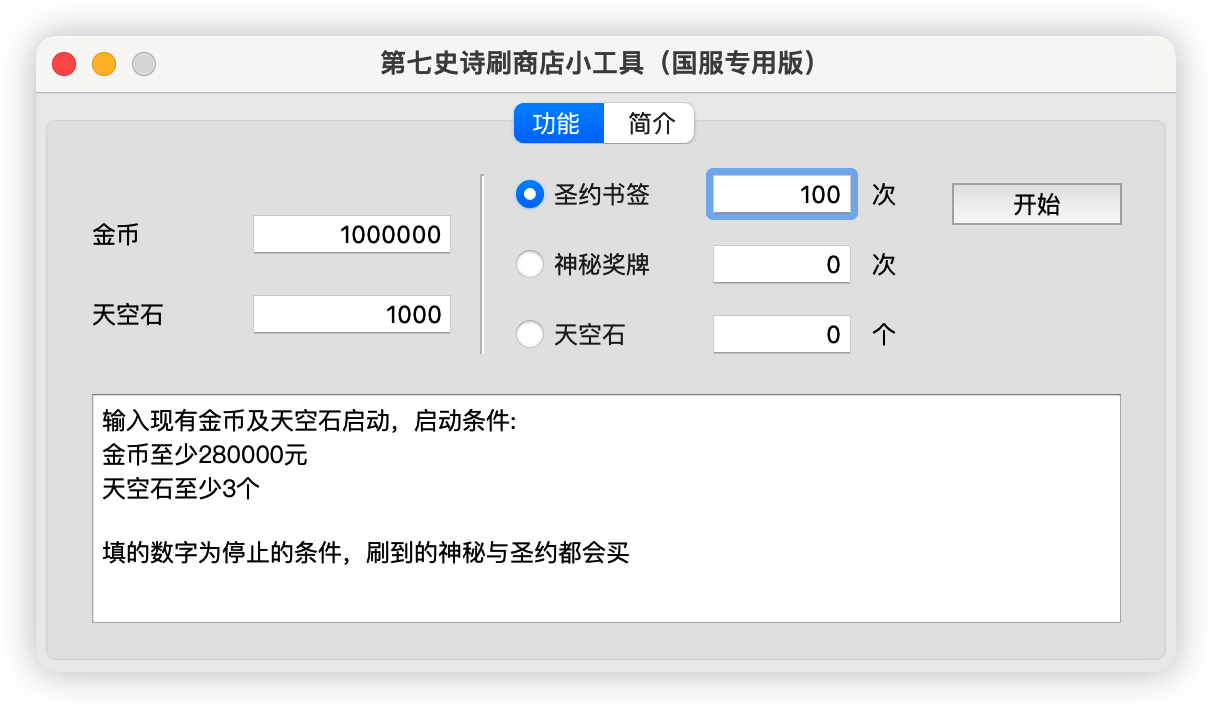 第七史诗刷商店小工具（国服专用版）
功能 简介
金币 1000000
天空石 1000
圣约书签 100 次
神秘奖牌 0 次
天空石 0 个
开始
输入现有金币及天空石启动，启动条件:
金币至少280000元
天空石至少3个
填的数字为停止的条件，刷到的神秘与圣约都会买